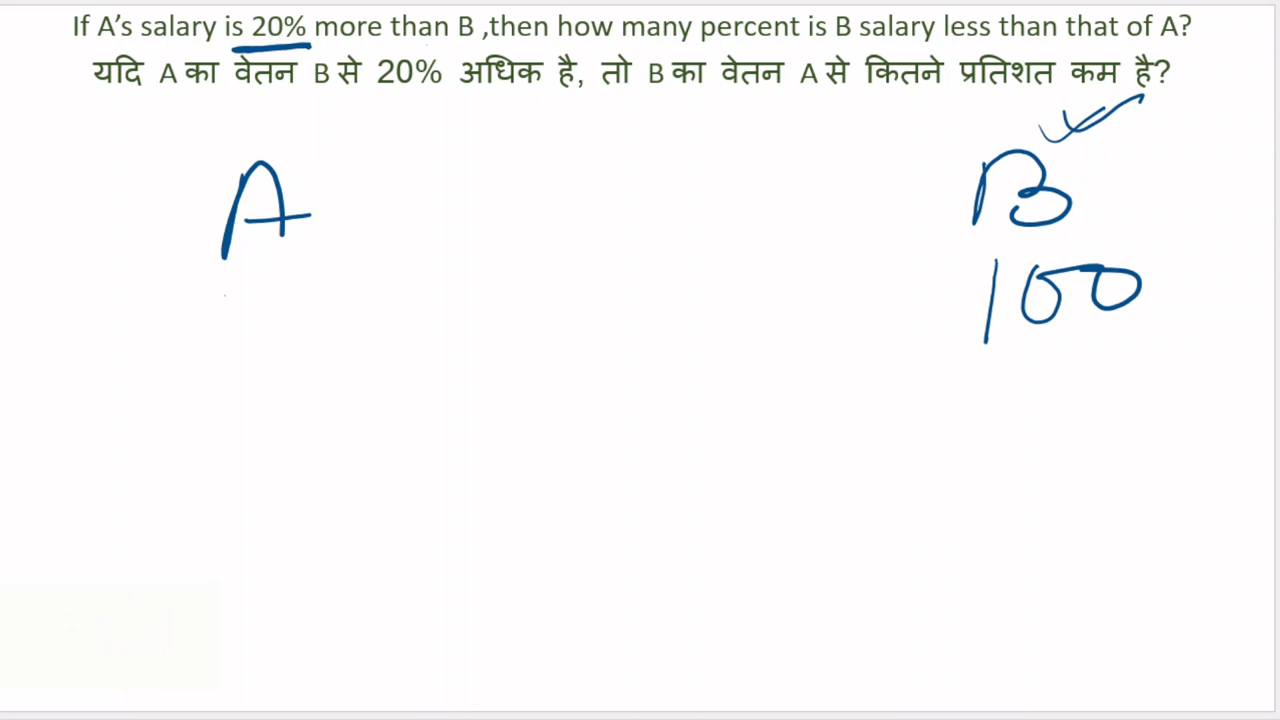 If A's salary is 20% more than B ,then how many percent is B salary less than that of A?
यदि A का वेतन B से 20% अधिक है, तो B का वेतन A से कितने प्रतिशत कम है?
A B
100